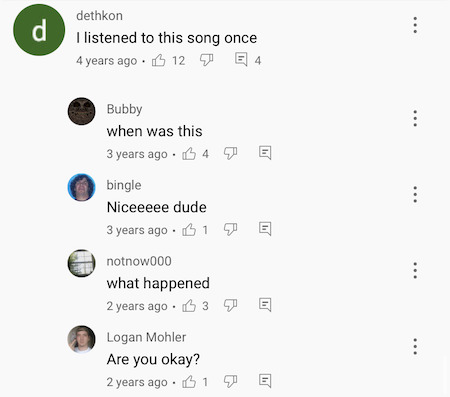 d
dethkon
I listened to this song once
4 years ago • 12 4
Bubby
when was this
3 years ago • 4
bingle
Niceeeee dude
3 years ago • 1
notnow000
what happened
2 years ago • 3
Logan Mohler
Are you okay?
2 years ago • 1